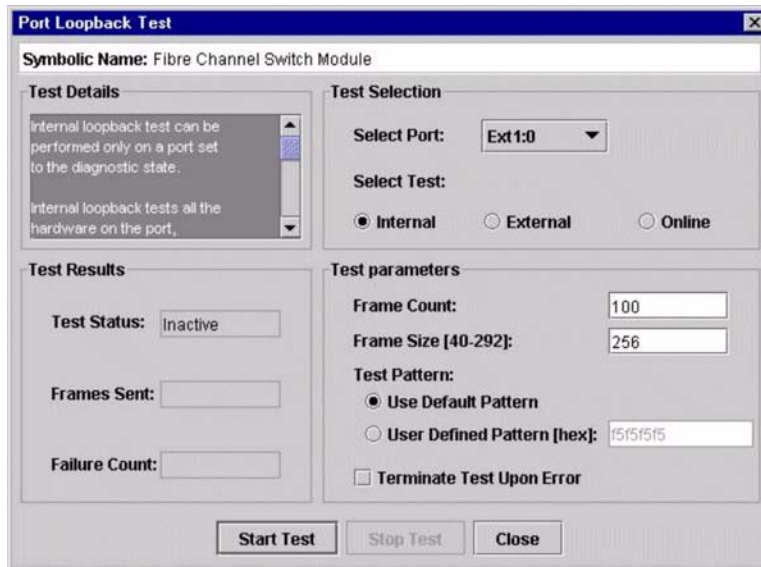 Port Loopback Test
Symbolic Name: Fibre Channel Switch Module
Test Details
Internal loopback test can be
performed only on a port set
to the diagnostic state.
Internal loopback tests all the
hardware on the port,
Test Selection
Select Port: Ext1:0
Select Test:
Internal External Online
Test Results
Test Status: Inactive
Frames Sent:
Failure Count:
Test parameters
Frame Count: 100
Frame Size [40-292]: 256
Test Pattern:
Use Default Pattern
User Defined Pattern [hex]: f5f5f5f5
Terminate Test Upon Error
Start Test Stop Test Close